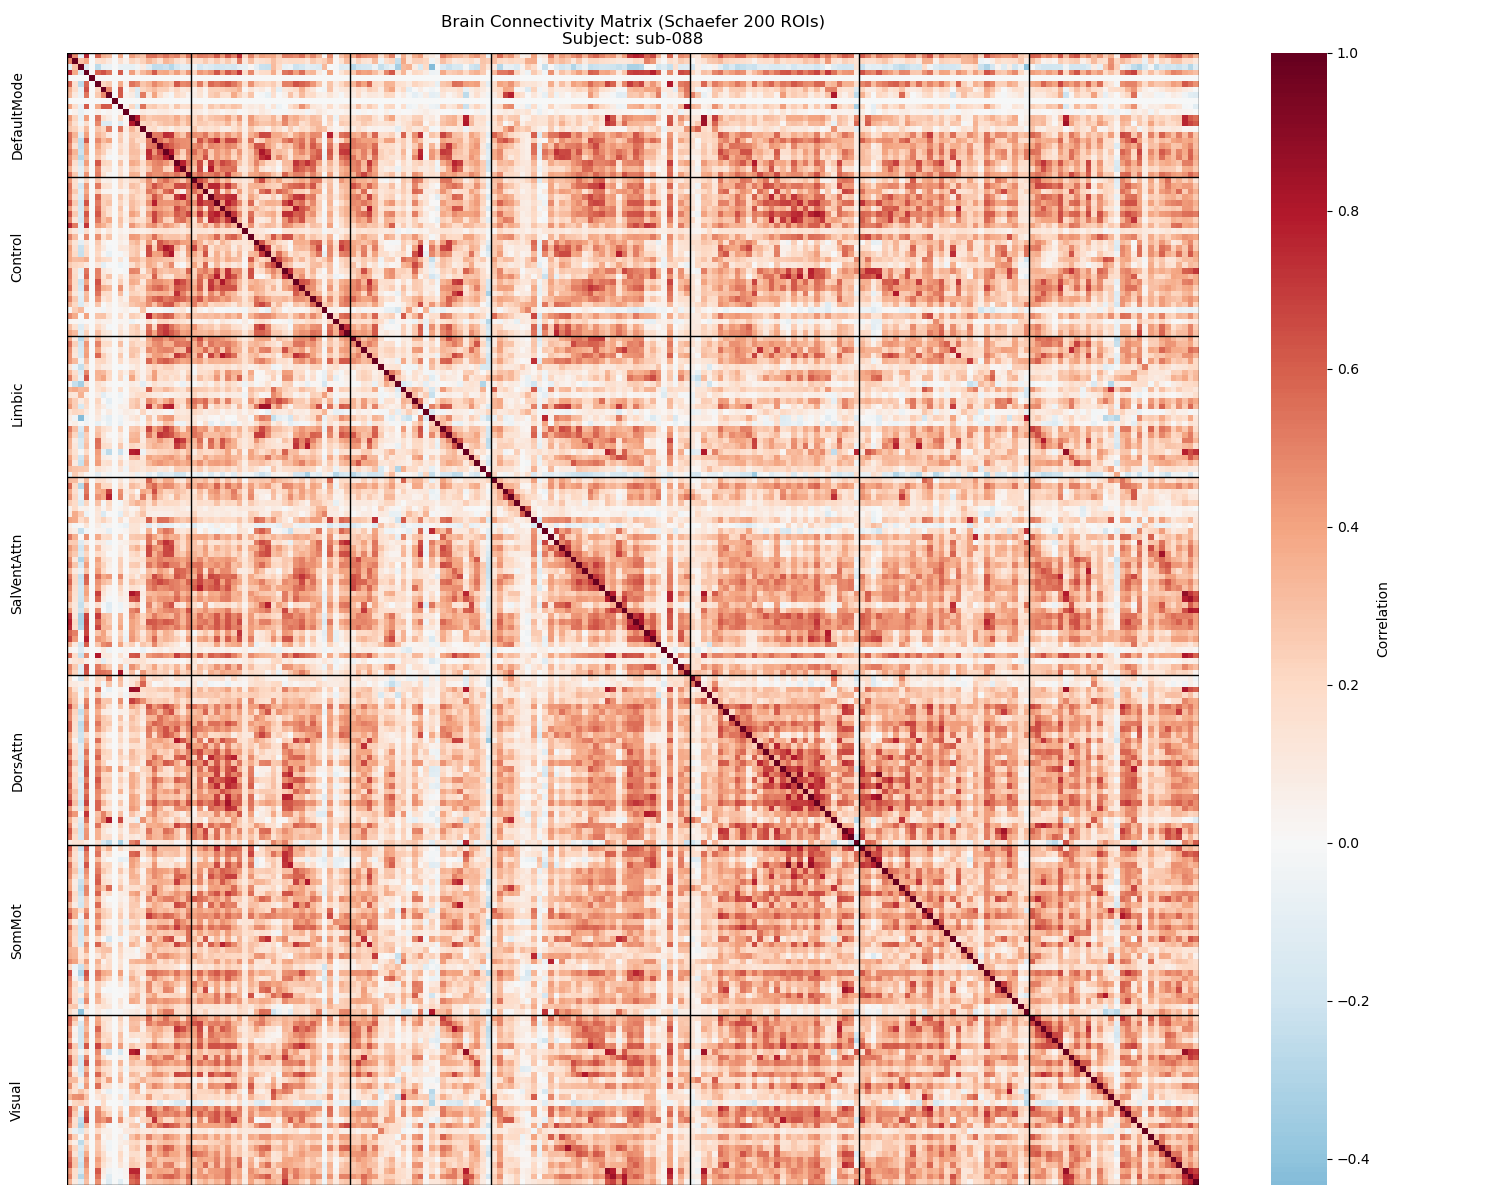 Brain Connectivity Matrix (Schaefer 200 ROIs)
Subject: sub-088
DefaultMode
Control
Limbic
SalVentAttn
DorsAttn
SomMot
Visual
1.0
0.8
0.6
0.4
0.2
0.0
−0.2
−0.4
Correlation